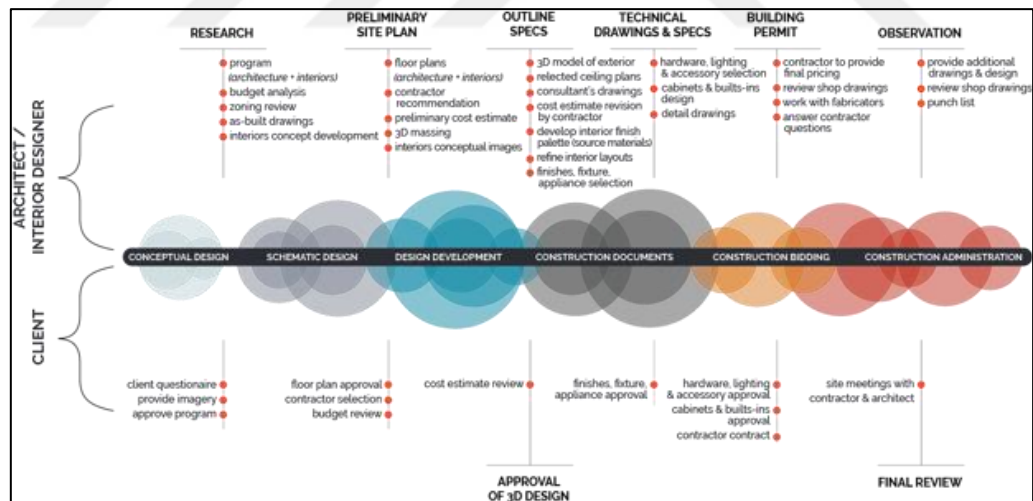 RESEARCH
program
(architecture + interiors)
budget analysis
zoning review
as-built drawings
interiors concept development
PRELIMINARY
SITE PLAN
floor plans
(architecture + interiors)
contractor
recommendation
preliminary cost estimate
3D massing
interiors conceptual images
OUTLINE
SPECS
3D model of exterior
relected ceiling plans
consultant's drawings
cost estimate revision
by contractor
develop interior finish
palette (source materials)
refine interior layouts
finishes, fixture,
appliance selection
TECHNICAL
DRAWINGS & SPECS
hardware, lighting
& accessory selection
cabinets & builts-ins
design
detail drawings
BUILDING
PERMIT
contractor to provide
final pricing
review shop drawings
work with fabricators
answer contractor
questions
OBSERVATION
provide additional
drawings & design
review shop drawings
punch list
ARCHITECT /
INTERIOR DESIGNER
CONCEPTUAL DESIGN
SCHEMATIC DESIGN
DESIGN DEVELOPMENT
CONSTRUCTION DOCUMENTS
CONSTRUCTION BIDDING
CONSTRUCTION ADMINISTRATION
CLIENT
client questionaire
provide imagery
approve program
floor plan approval
contractor selection
budget review
cost estimate review
finishes, fixture,
appliance approval
hardware, lighting
& accessory approval
cabinets & builts-ins
approval
contractor contract
site meetings with
contractor & architect
APPROVAL
OF 3D DESIGN
FINAL REVIEW